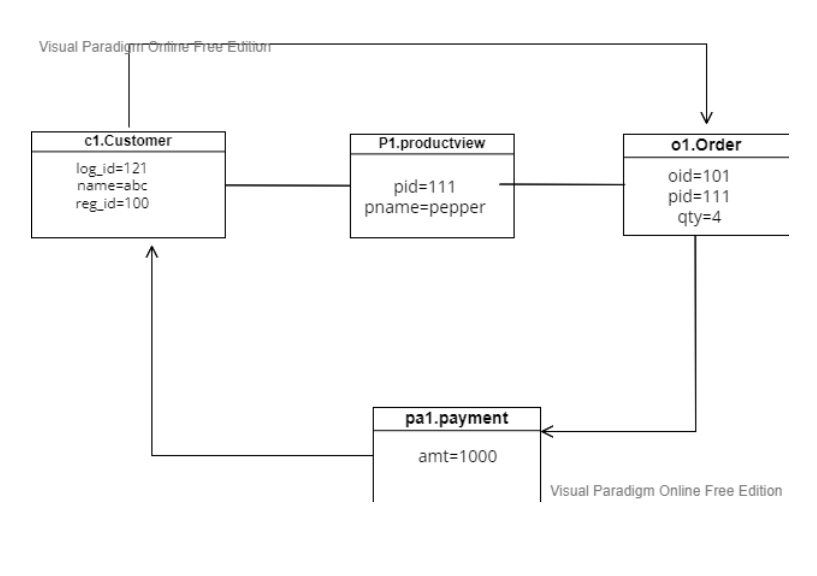 Visual Paradigm Online Free Edition
c1.Customer
log_id=121
name=abc
reg_id=100
P1.productview
pid=111
pname=pepper
o1.Order
oid=101
pid=111
qty=4
pa1.payment
amt=1000
Visual Paradigm Online Free Edition